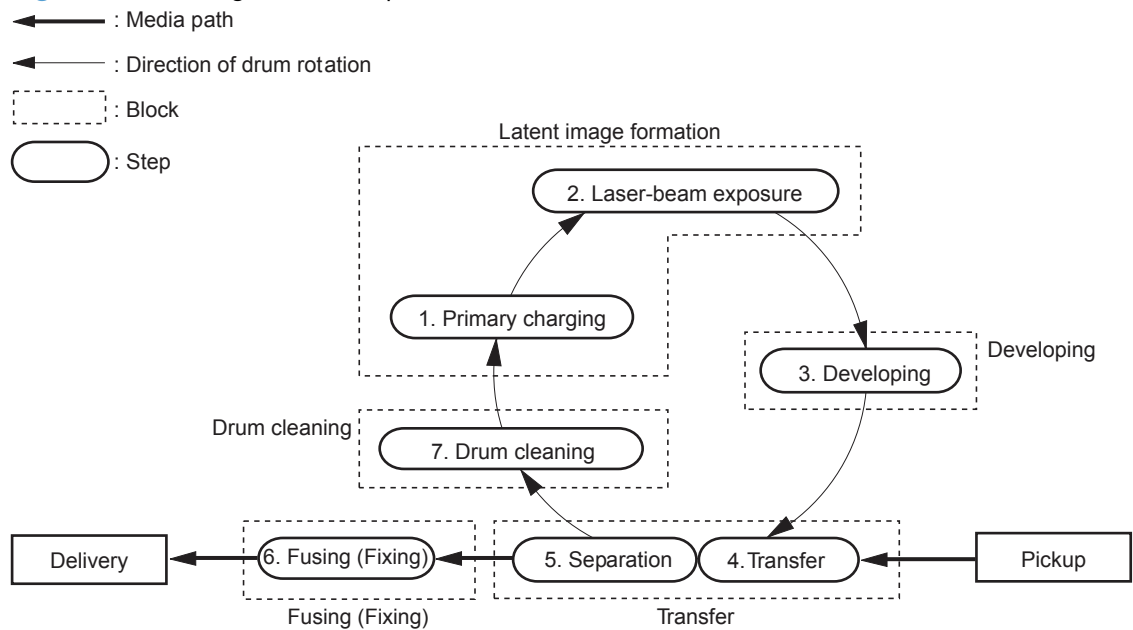 : Media path
: Direction of drum rotation
: Block
: Step
Latent image formation
2. Laser-beam exposure
1. Primary charging
Developing
3. Developing
Drum cleaning
7. Drum cleaning
Delivery
6. Fusing (Fixing)
5. Separation
4.Transfer
Pickup
Fusing (Fixing)
Transfer